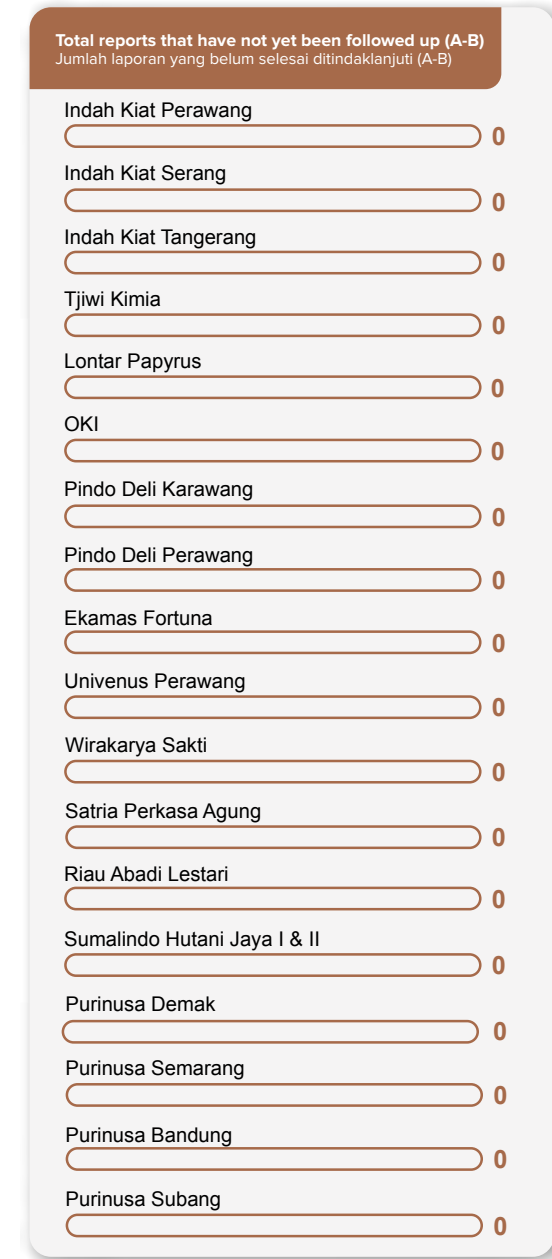 Total reports that have not yet been followed up (A-B)
Jumlah laporan yang belum selesai ditindaklanjuti (A-B)
Indah Kiat Perawang
0
Indah Kiat Serang
0
Indah Kiat Tangerang
0
Tjiwi Kimia
0
Lontar Papyrus
0
OKI
0
Pindo Deli Karawang
0
Pindo Deli Perawang
0
Ekamas Fortuna
0
Univenus Perawang
0
Wirakarya Sakti
0
Satria Perkasa Agung
0
Riau Abadi Lestari
0
Sumalindo Hutani Jaya I & II
0
Purinusa Demak
0
Purinusa Semarang
0
Purinusa Bandung
0
Purinusa Subang
0